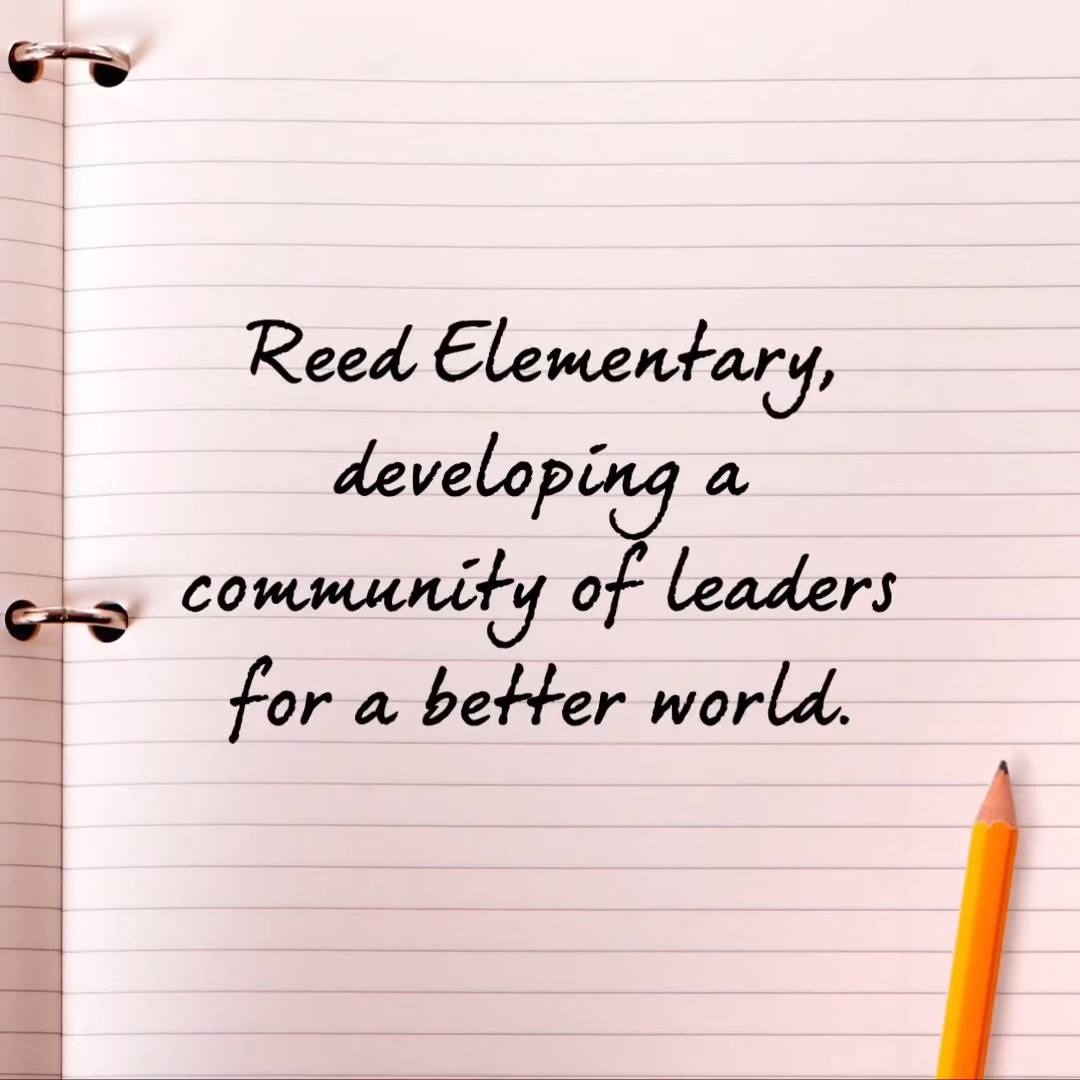 Reed Elementary,
developing a
community of leaders
for a better world.